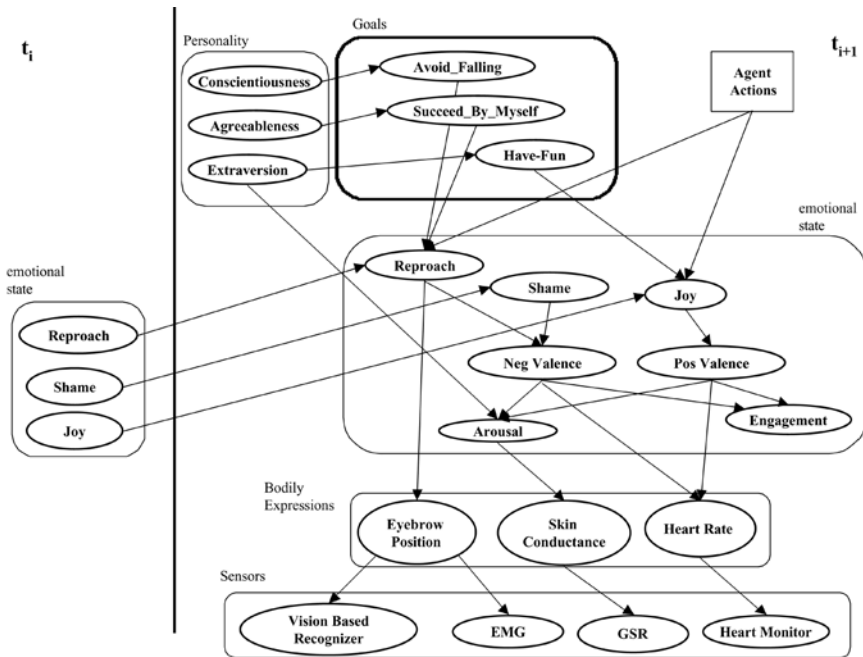 t_i
Personality
Goals
t_{i+1}
Conscientiousness
Agreeableness
Extraversion
Avoid_Falling
Succeed_By_Myself
Have-Fun
Agent
Actions
emotional
state
Reproach
Shame
Joy
emotional
state
Reproach
Shame
Joy
Neg Valence
Pos Valence
Arousal
Engagement
Bodily
Expressions
Eyebrow
Position
Skin
Conductance
Heart Rate
Sensors
Vision Based
Recognizer
EMG
GSR
Heart Monitor